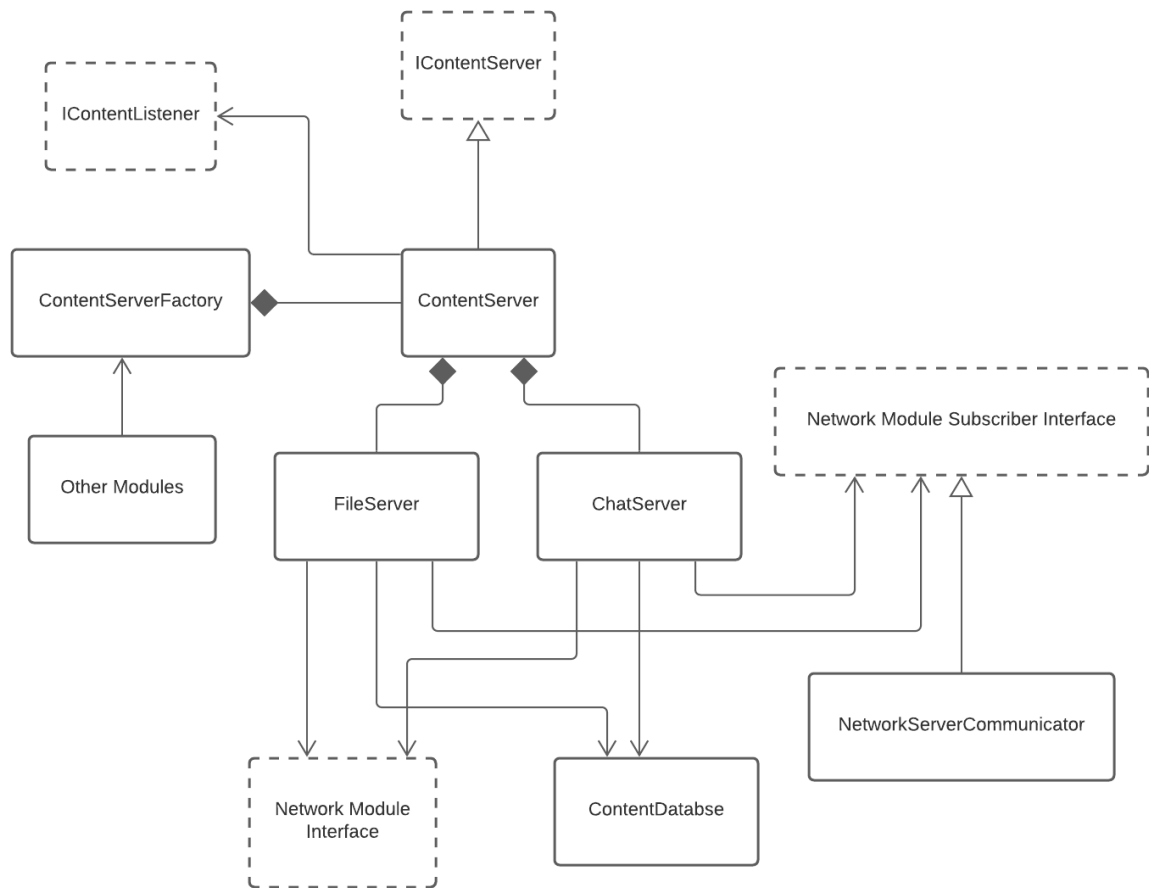 IContentServer
IContentListener
ContentServerFactory
ContentServer
Network Module Subscriber Interface
Other Modules
FileServer
ChatServer
NetworkServerCommunicator
Network Module
Interface
ContentDatabse